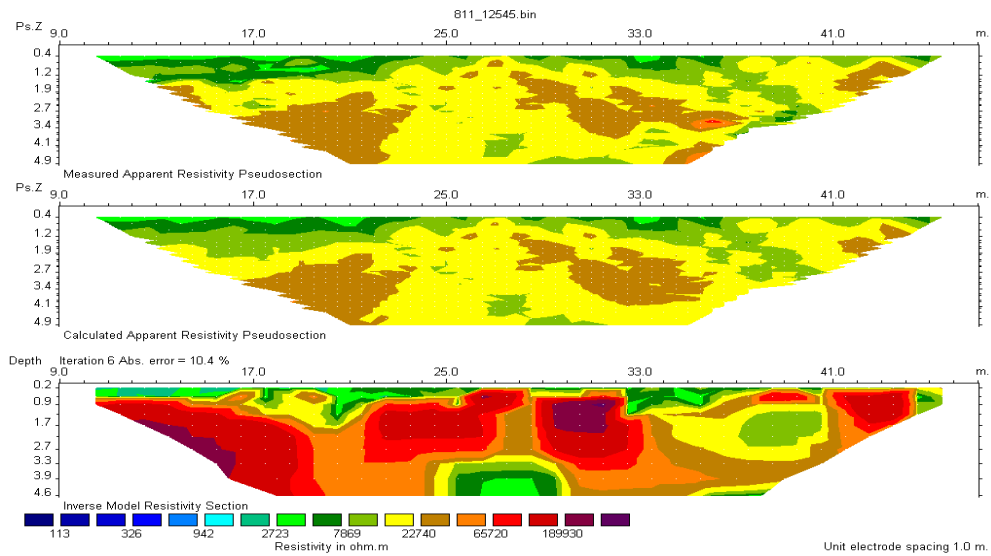 811_12545.bin
Ps.Z
9.0 17.0 25.0 33.0 41.0 m.
0.4
1.2
1.9
2.7
3.4
4.1
4.9
Measured Apparent Resistivity Pseudosection
Ps.Z
9.0 17.0 25.0 33.0 41.0 m.
0.4
1.2
1.9
2.7
3.4
4.1
4.9
Calculated Apparent Resistivity Pseudosection
Depth Iteration 6 Abs. error = 10.4 %
9.0 17.0 25.0 33.0 41.0 m.
0.2
0.9
1.7
2.7
3.3
3.9
4.6
Inverse Model Resistivity Section
113 326 942 2723 7869 22740 65720 189930
Resistivity in ohm.m Unit electrode spacing 1.0 m.